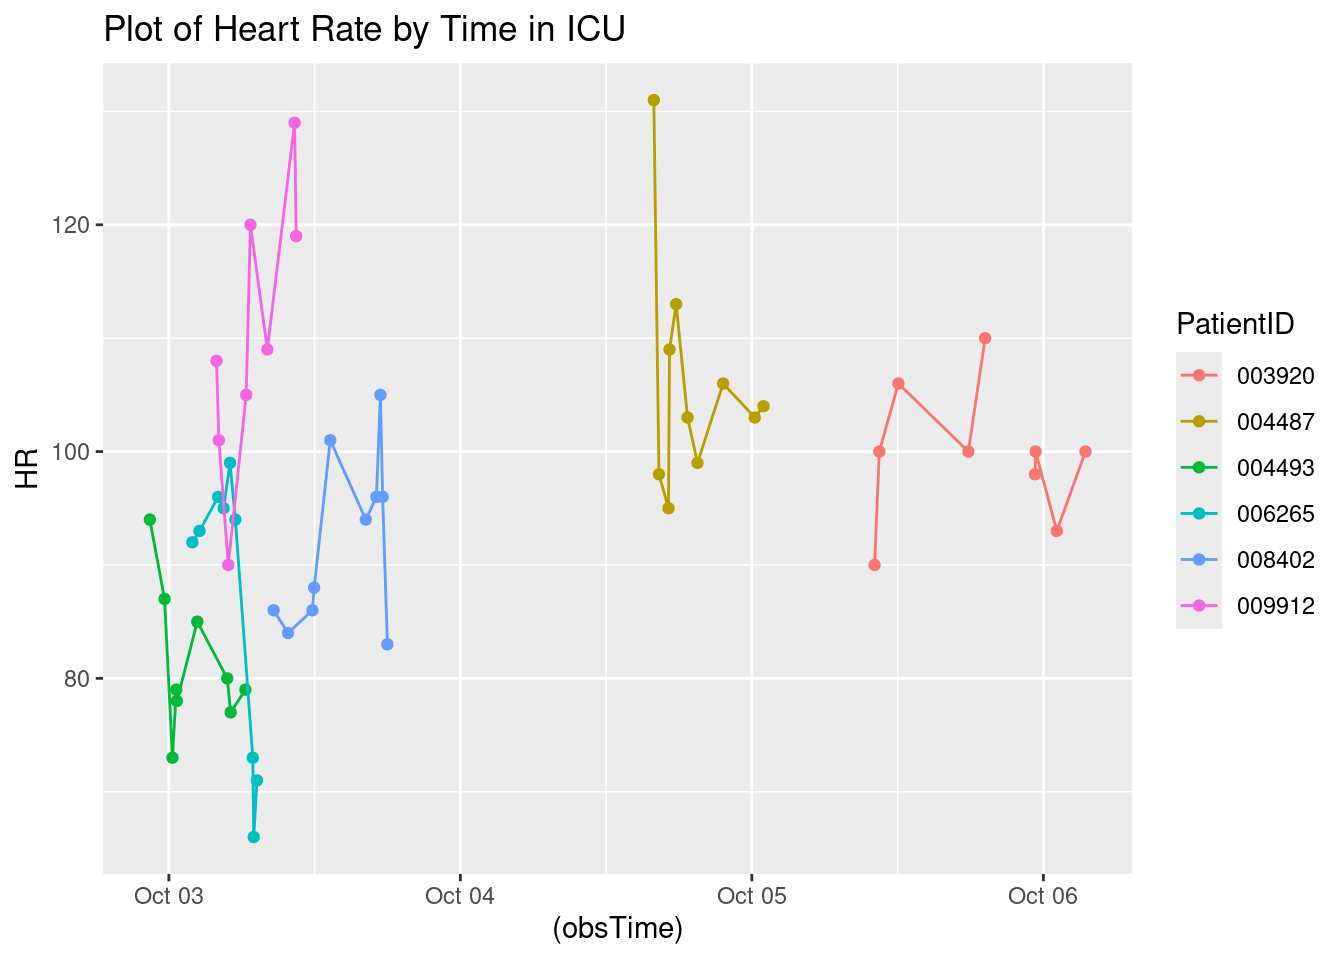 Plot of Heart Rate by Time in ICU
HR
120
100
80
Oct 03
Oct 04
Oct 05
Oct 06
(obsTime)
PatientID
003920
004487
004493
006265
008402
009912